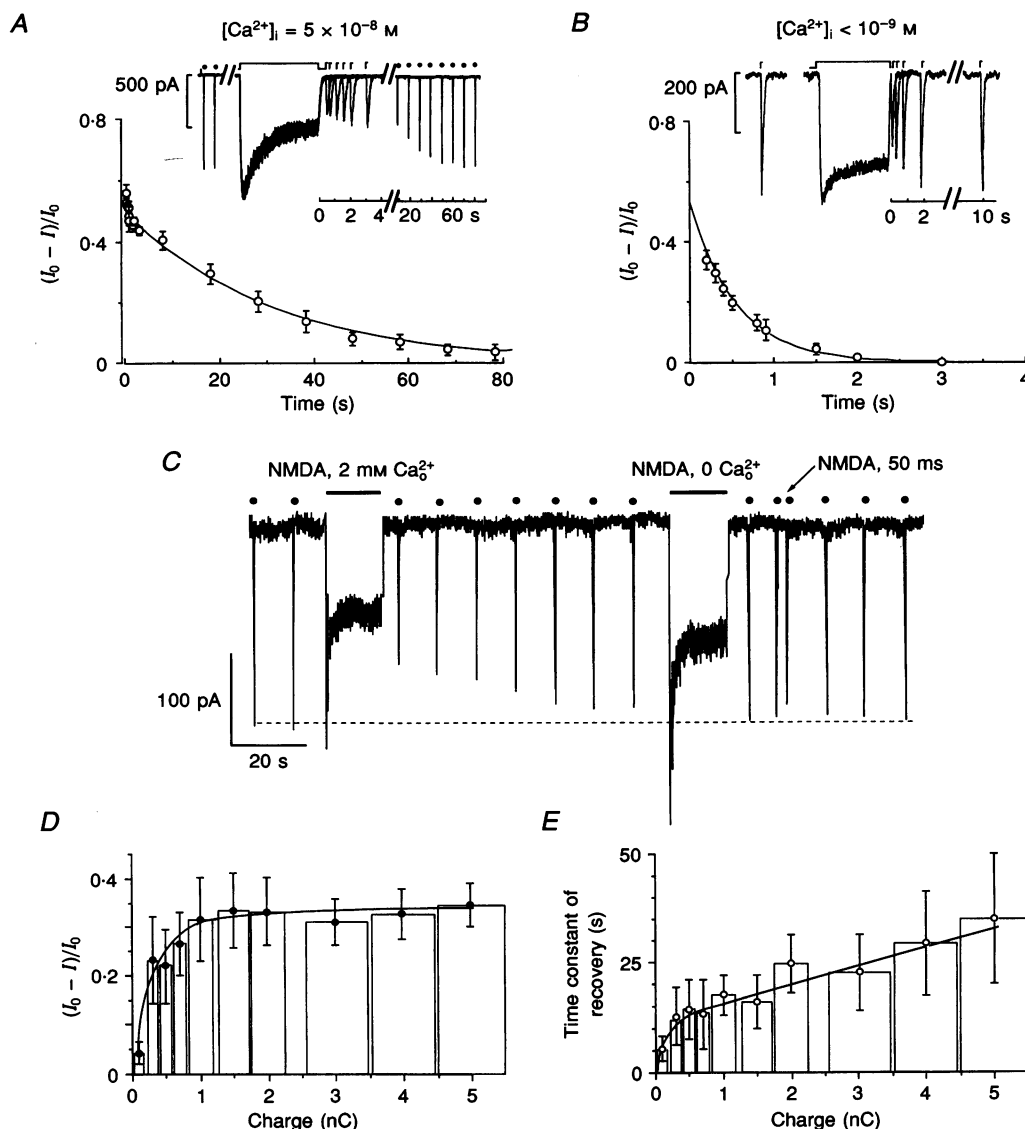 A
[Ca²⁺]ᵢ = 5 × 10⁻⁸ M
500 pA
0·8
0·4
0
(I₀ – I)/I₀
0 2 4
20 60 s
0 20 40 60 80
Time (s)
B
[Ca²⁺]ᵢ < 10⁻⁹ M
200 pA
0·8
0·4
0
(I₀ – I)/I₀
0 2
10 s
0 1 2 3 4
Time (s)
C
NMDA, 2 mM Ca²⁺ₒ
NMDA, 0 Ca²⁺ₒ
NMDA, 50 ms
100 pA
20 s
D
0·4
0·2
0
(I₀ – I)/I₀
0 1 2 3 4 5
Charge (nC)
E
50
25
0
Time constant of
recovery (s)
0 1 2 3 4 5
Charge (nC)